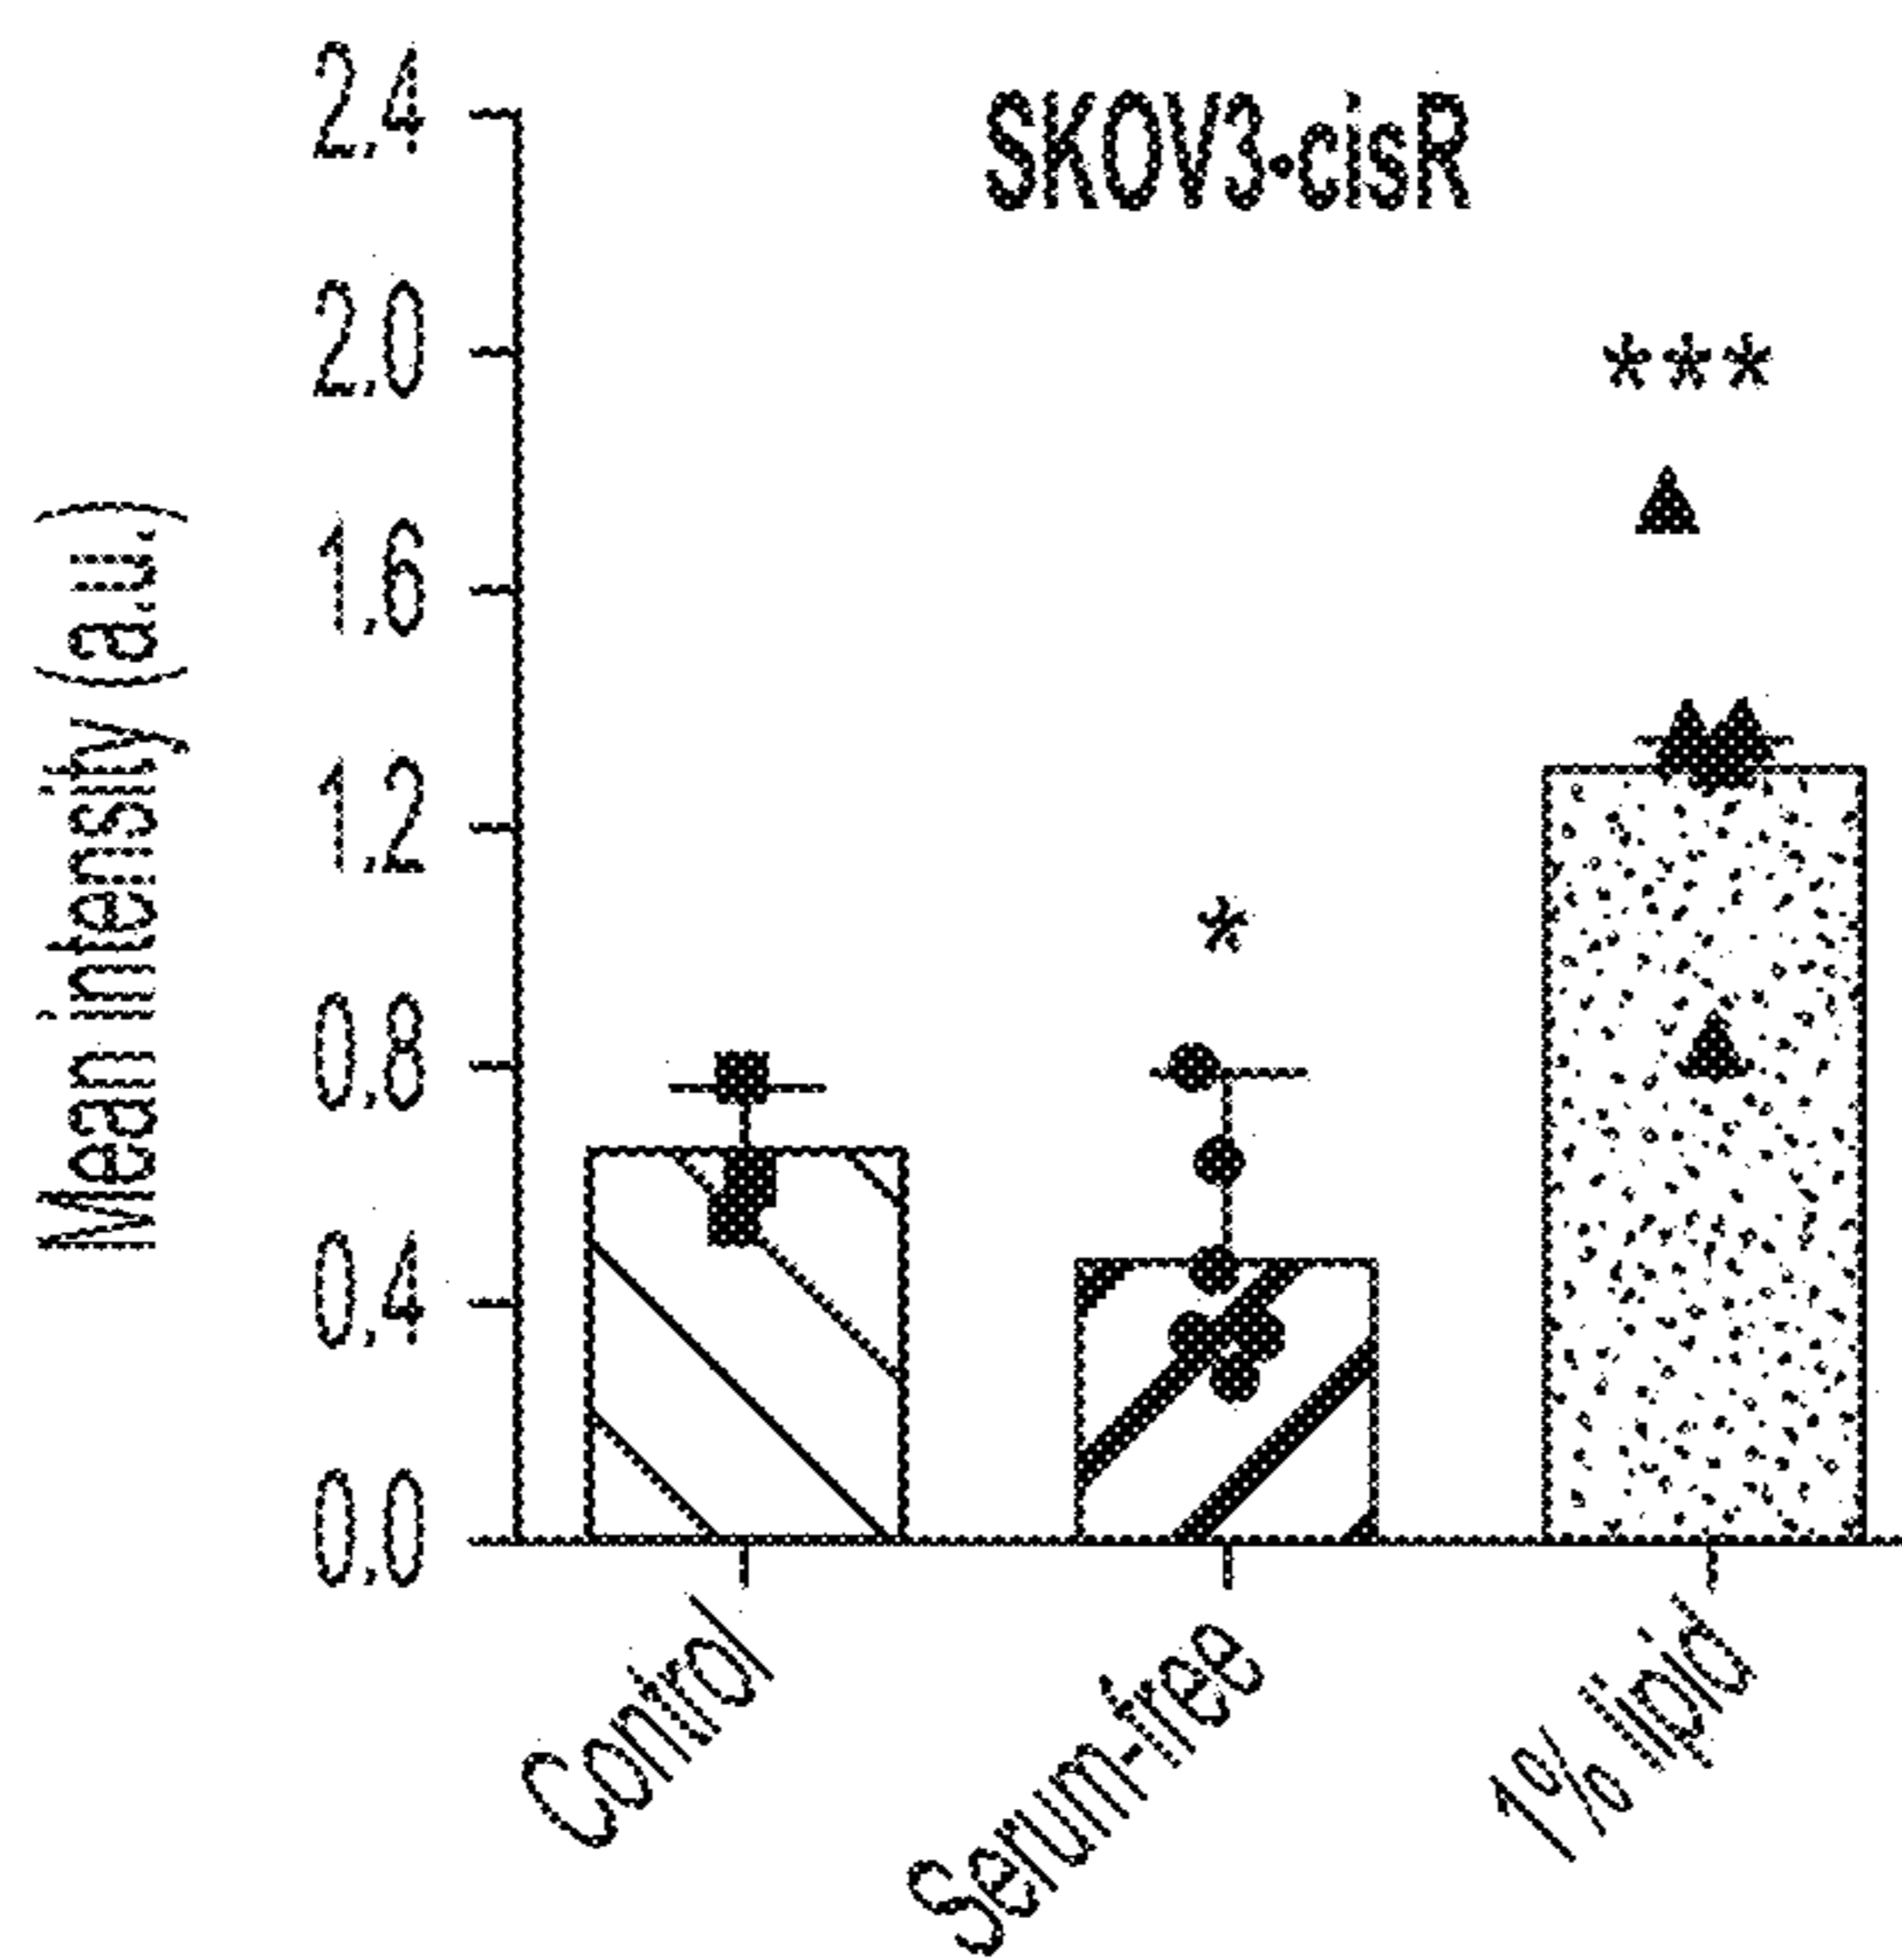 SKOV3•cisR
Mean intensity (a.u.)
2.4
2.0
1.6
1.2
0.8
0.4
0.0
***
*
Control
Serum-free
1% lipid